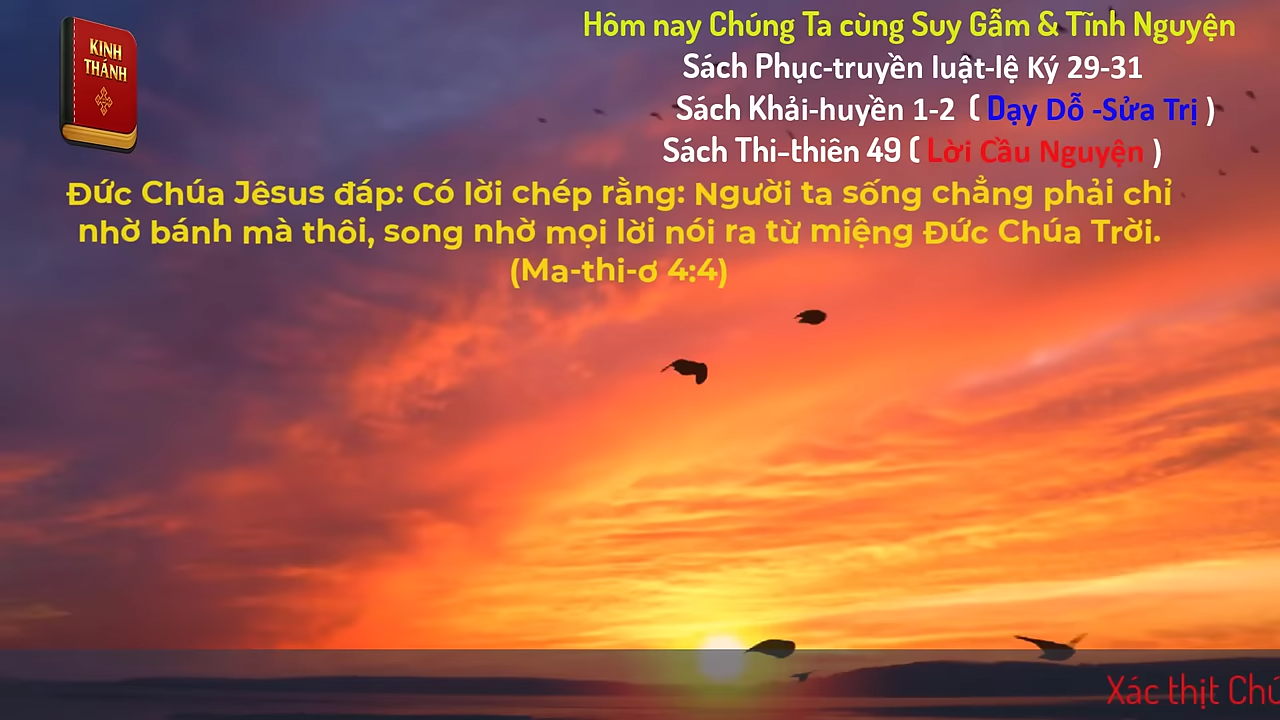 KINH
THÁNH
Hôm nay Chúng Ta cùng Suy Gẫm & Tĩnh Nguyện
Sách Phục-truyền luật-lệ Ký 29-31
Sách Khải-huyền 1-2 ( Dạy Dỗ -Sửa Trị )
Sách Thi-thiên 49 ( Lời Cầu Nguyện )
Đức Chúa Jêsus đáp: Có lời chép rằng: Người ta sống chẳng phải chỉ
nhờ bánh mà thôi, song nhờ mọi lời nói ra từ miệng Đức Chúa Trời.
(Ma-thi-ơ 4:4)
Xác thịt Chú